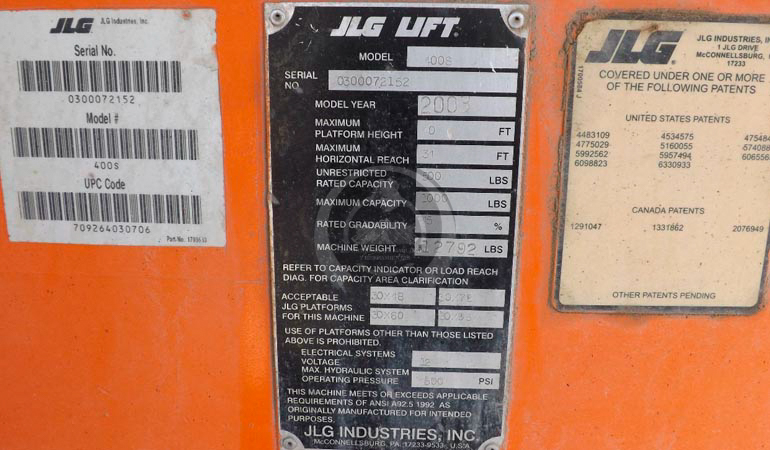 JLG JLG Industries, Inc.
Serial No.
0300072152
Model #
400S
UPC Code
709264030706
JLG LIFT®
MODEL 400S
SERIAL NO 0300072152
MODEL YEAR
MAXIMUM
PLATFORM HEIGHT FT
MAXIMUM
HORIZONTAL REACH FT
UNRESTRICTED
RATED CAPACITY LBS
MAXIMUM CAPACITY LBS
RATED GRADABILITY %
MACHINE WEIGHT 12792 LBS
REFER TO CAPACITY INDICATOR OR LOAD REACH
DIAG. FOR CAPACITY AREA CLARIFICATION
ACCEPTABLE
JLG PLATFORMS
FOR THIS MACHINE
USE OF PLATFORMS OTHER THAN THOSE LISTED
ABOVE IS PROHIBITED.
ELECTRICAL SYSTEMS
VOLTAGE
MAX. HYDRAULIC SYSTEM
OPERATING PRESSURE PSI
THIS MACHINE MEETS OR EXCEEDS APPLICABLE
REQUIREMENTS OF ANSI A92.5 1992 AS
ORIGINALLY MANUFACTURED FOR INTENDED
PURPOSES.
JLG INDUSTRIES, INC.
McCONNELLSBURG, PA. 17233-9533 U.S.A.
JLG
JLG INDUSTRIES, IN
1 JLG DRIVE
McCONNELLSBURG,
17233
COVERED UNDER ONE OR MORE
OF THE FOLLOWING PATENTS
UNITED STATES PATENTS
4483109 4534575 47548
4775029 5160055 574088
5992562 5957494 606556
6098823 6330933
CANADA PATENTS
1291047 1331862 2076949
OTHER PATENTS PENDING